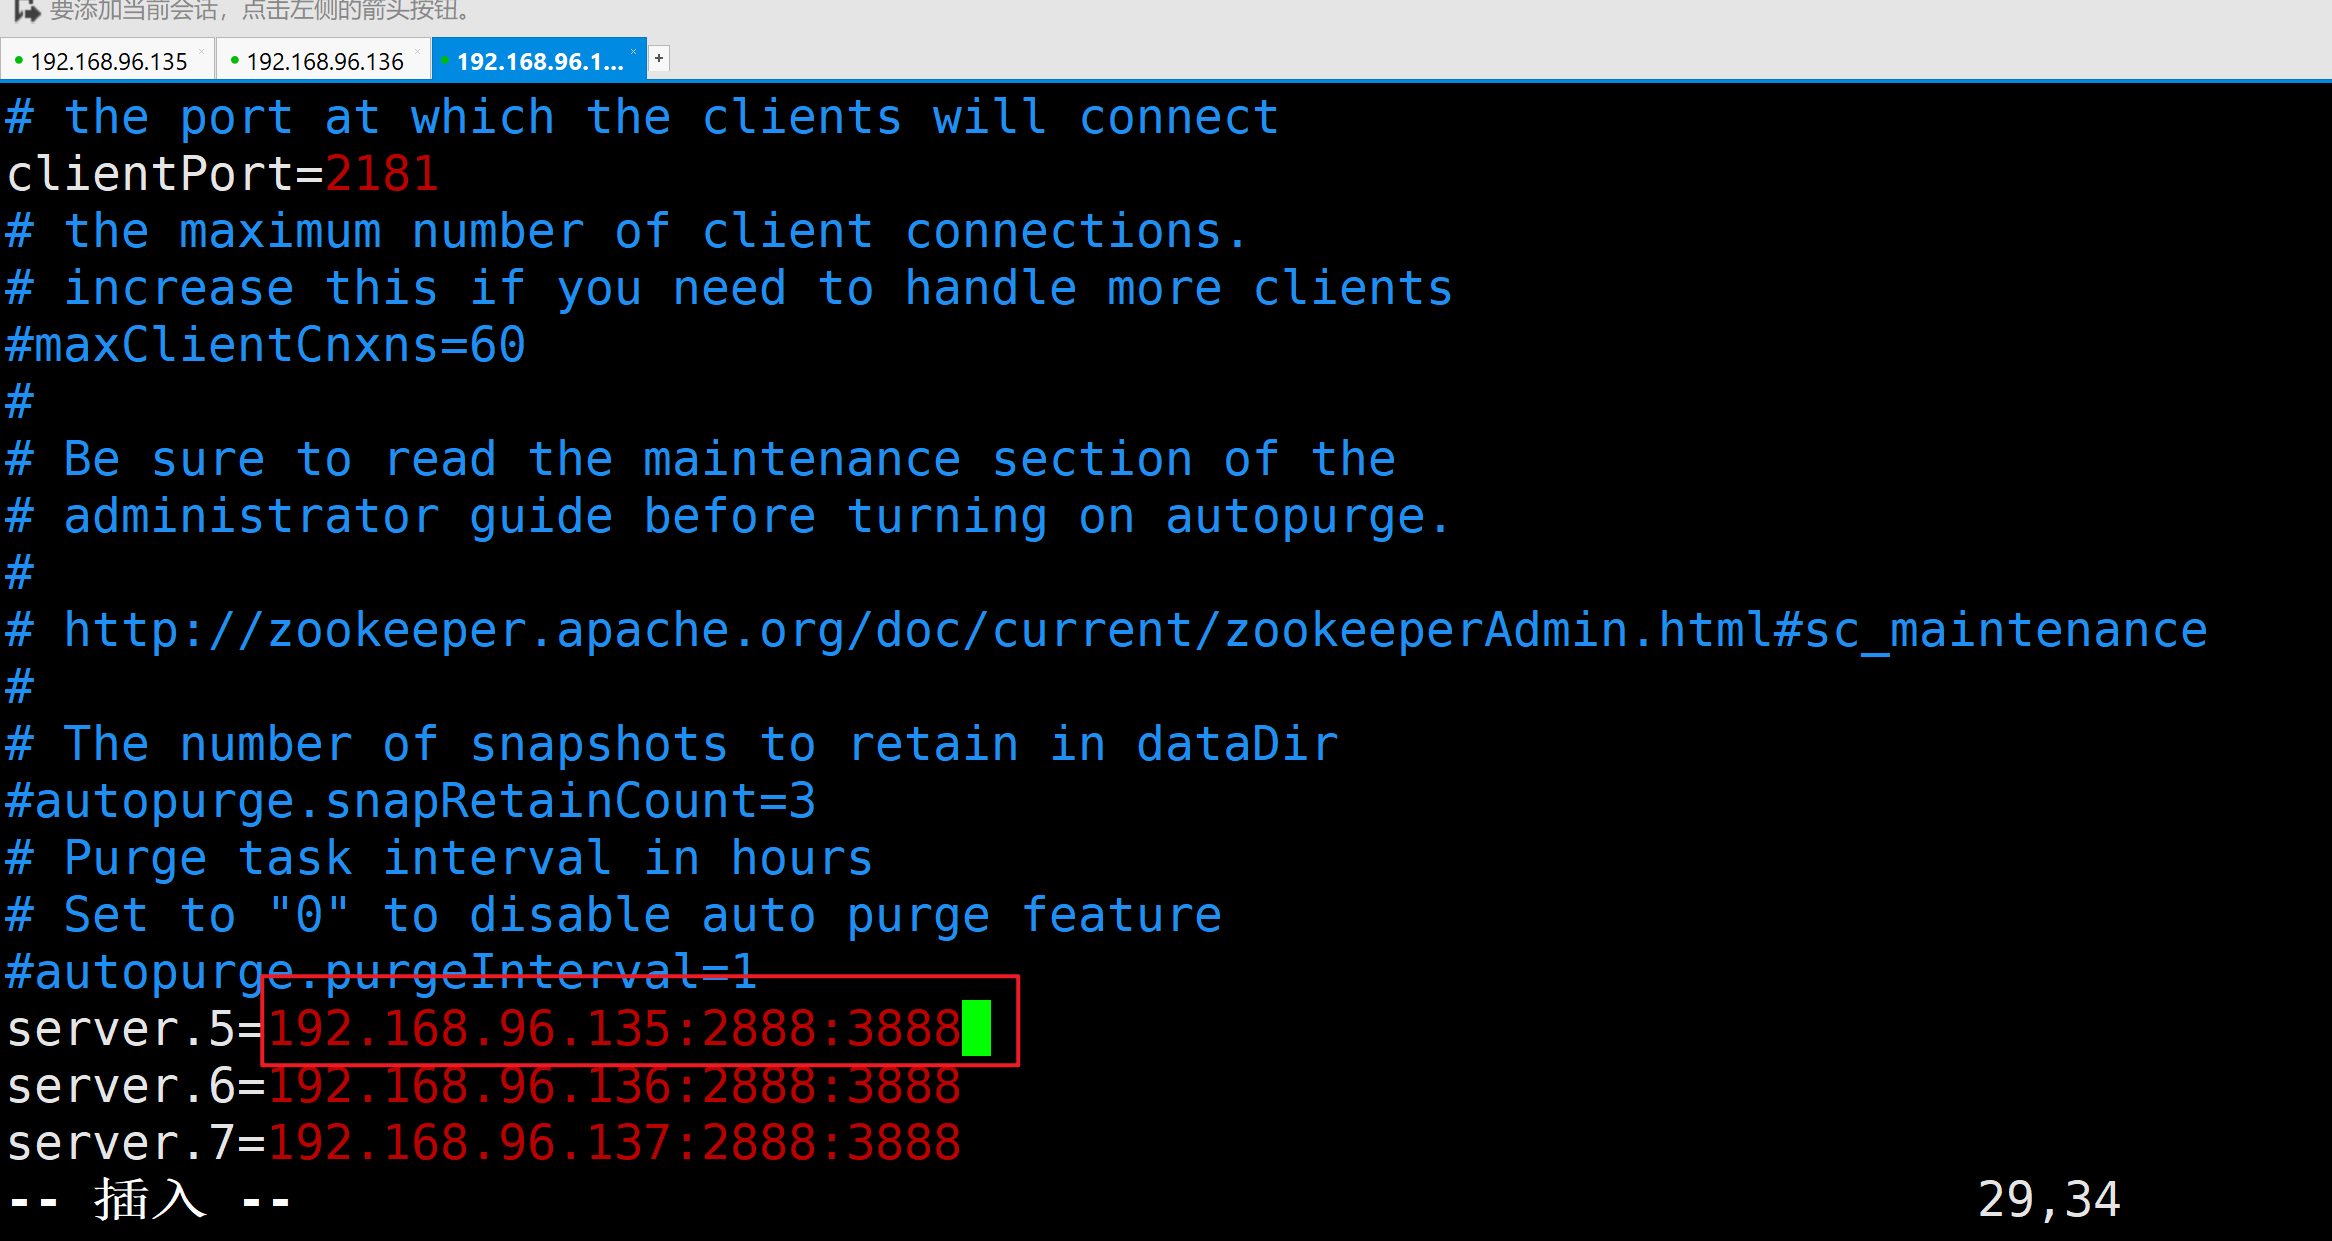 要添加当前会话，点击左侧的箭头按钮。
192.168.96.135 192.168.96.136 192.168.96.1... +
# the port at which the clients will connect
clientPort=2181
# the maximum number of client connections.
# increase this if you need to handle more clients
#maxClientCnxns=60
#
# Be sure to read the maintenance section of the
# administrator guide before turning on autopurge.
#
# http://zookeeper.apache.org/doc/current/zookeeperAdmin.html#sc_maintenance
#
# The number of snapshots to retain in dataDir
#autopurge.snapRetainCount=3
# Purge task interval in hours
# Set to "0" to disable auto purge feature
#autopurge.purgeInterval=1
server.5=192.168.96.135:2888:3888
server.6=192.168.96.136:2888:3888
server.7=192.168.96.137:2888:3888
-- 插入 -- 29,34